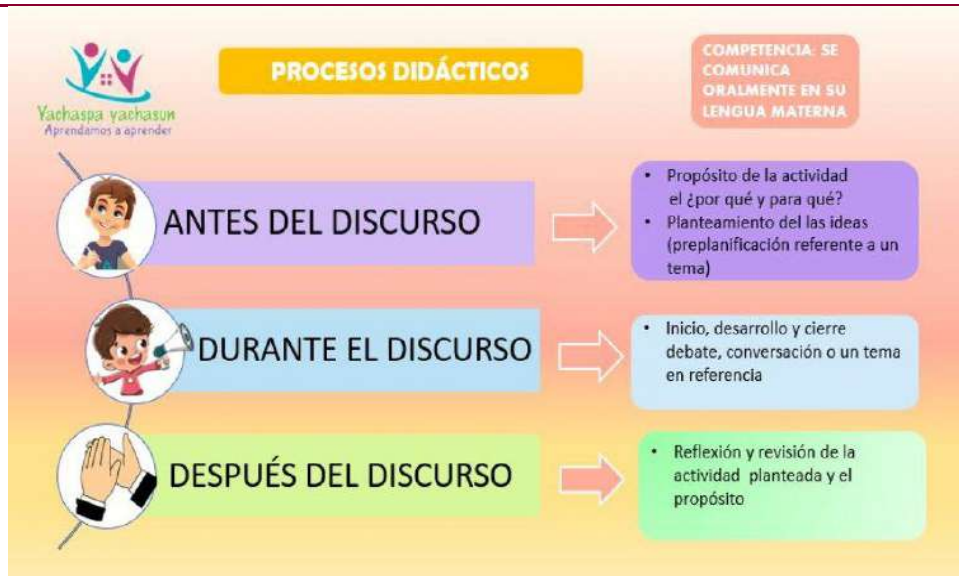 Yachaspa yachasun
Aprendamos a aprender
PROCESOS DIDÁCTICOS
COMPETENCIA: SE
COMUNICA
ORALMENTE EN SU
LENGUA MATERNA
ANTES DEL DISCURSO
• Propósito de la actividad
el ¿por qué y para qué?
• Planteamiento del las ideas
(preplanificación referente a un
tema)
DURANTE EL DISCURSO
• Inicio, desarrollo y cierre
debate, conversación o un tema
en referencia
DESPUÉS DEL DISCURSO
• Reflexión y revisión de la
actividad planteada y el
propósito